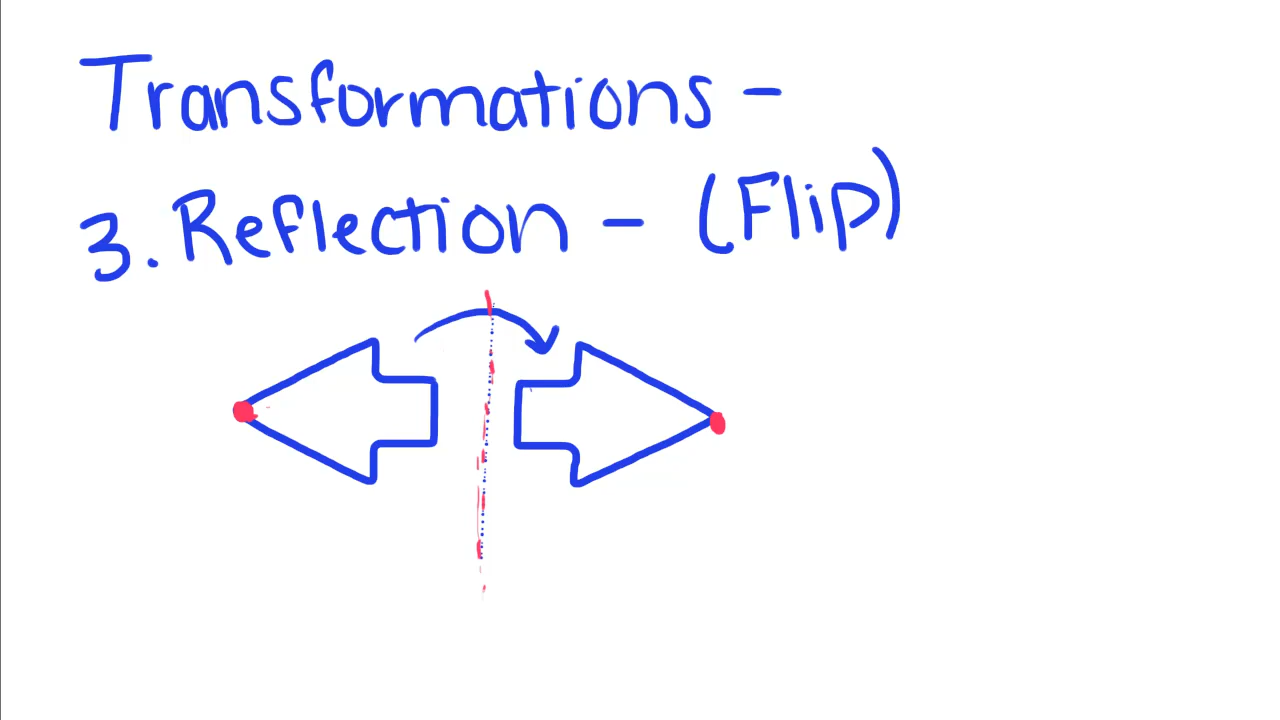 Transformations -
3. Reflection - (Flip)